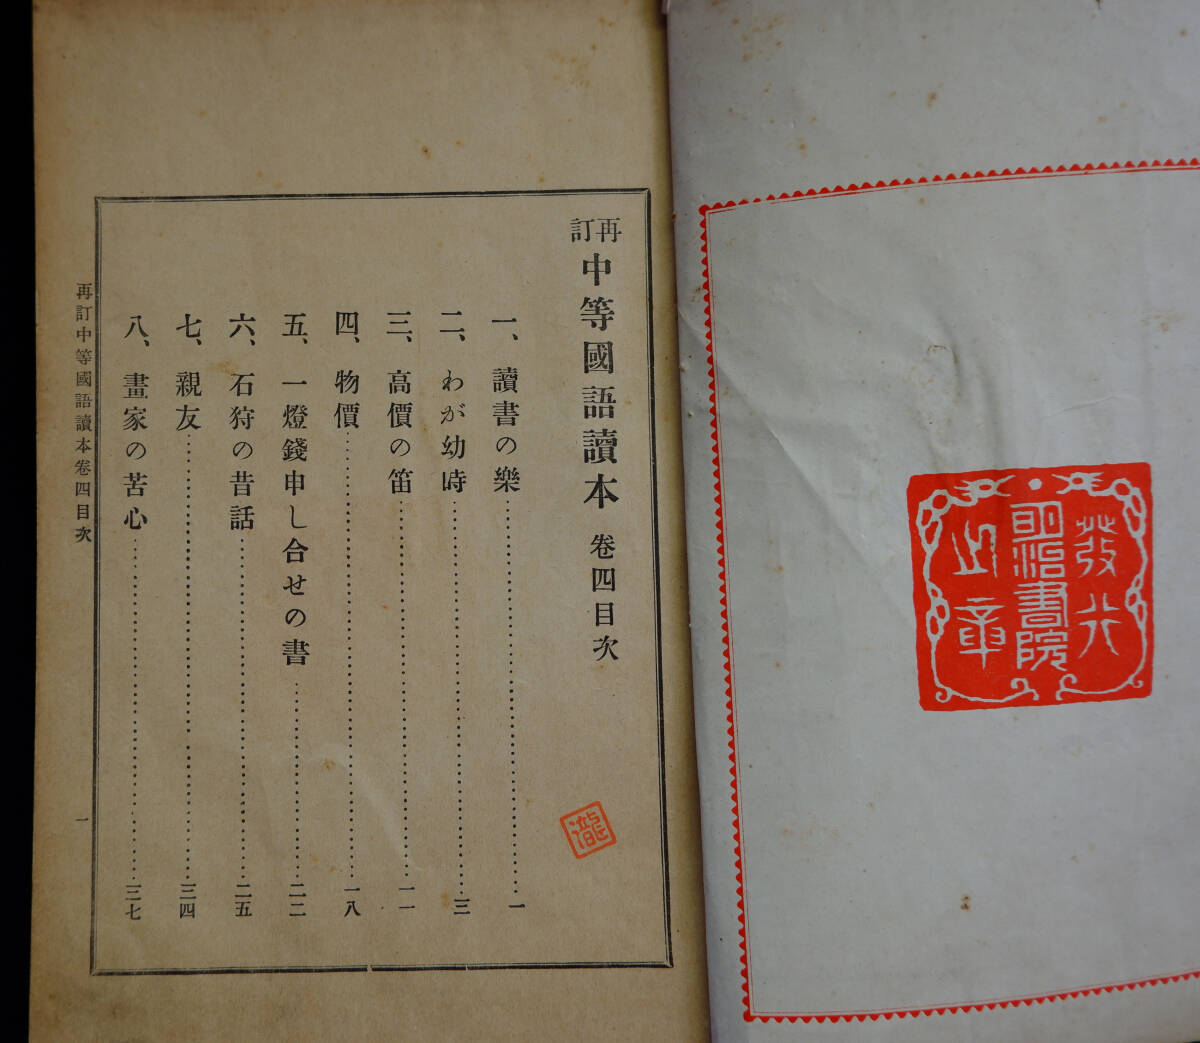 發行
明治書院
之章
再訂 中等國語讀本 卷四目次
一、讀書の樂……一
二、わが幼時……三
三、高價の笛……一一
四、物價……一八
五、一燈錢申し合せの書……二二
六、石狩の昔話……二五
七、親友……三四
八、畫家の苦心……三七
瀧
再訂中等國語讀本卷四目次
一